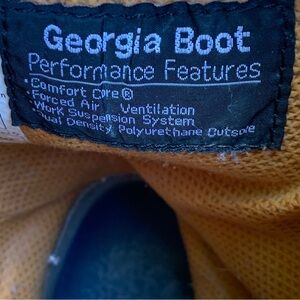 Georgia Boot
Performance Features
•Comfort Core®
•Forced Air Ventilation
•Work Suspension System
•Dual Density Polyurethane Outsole